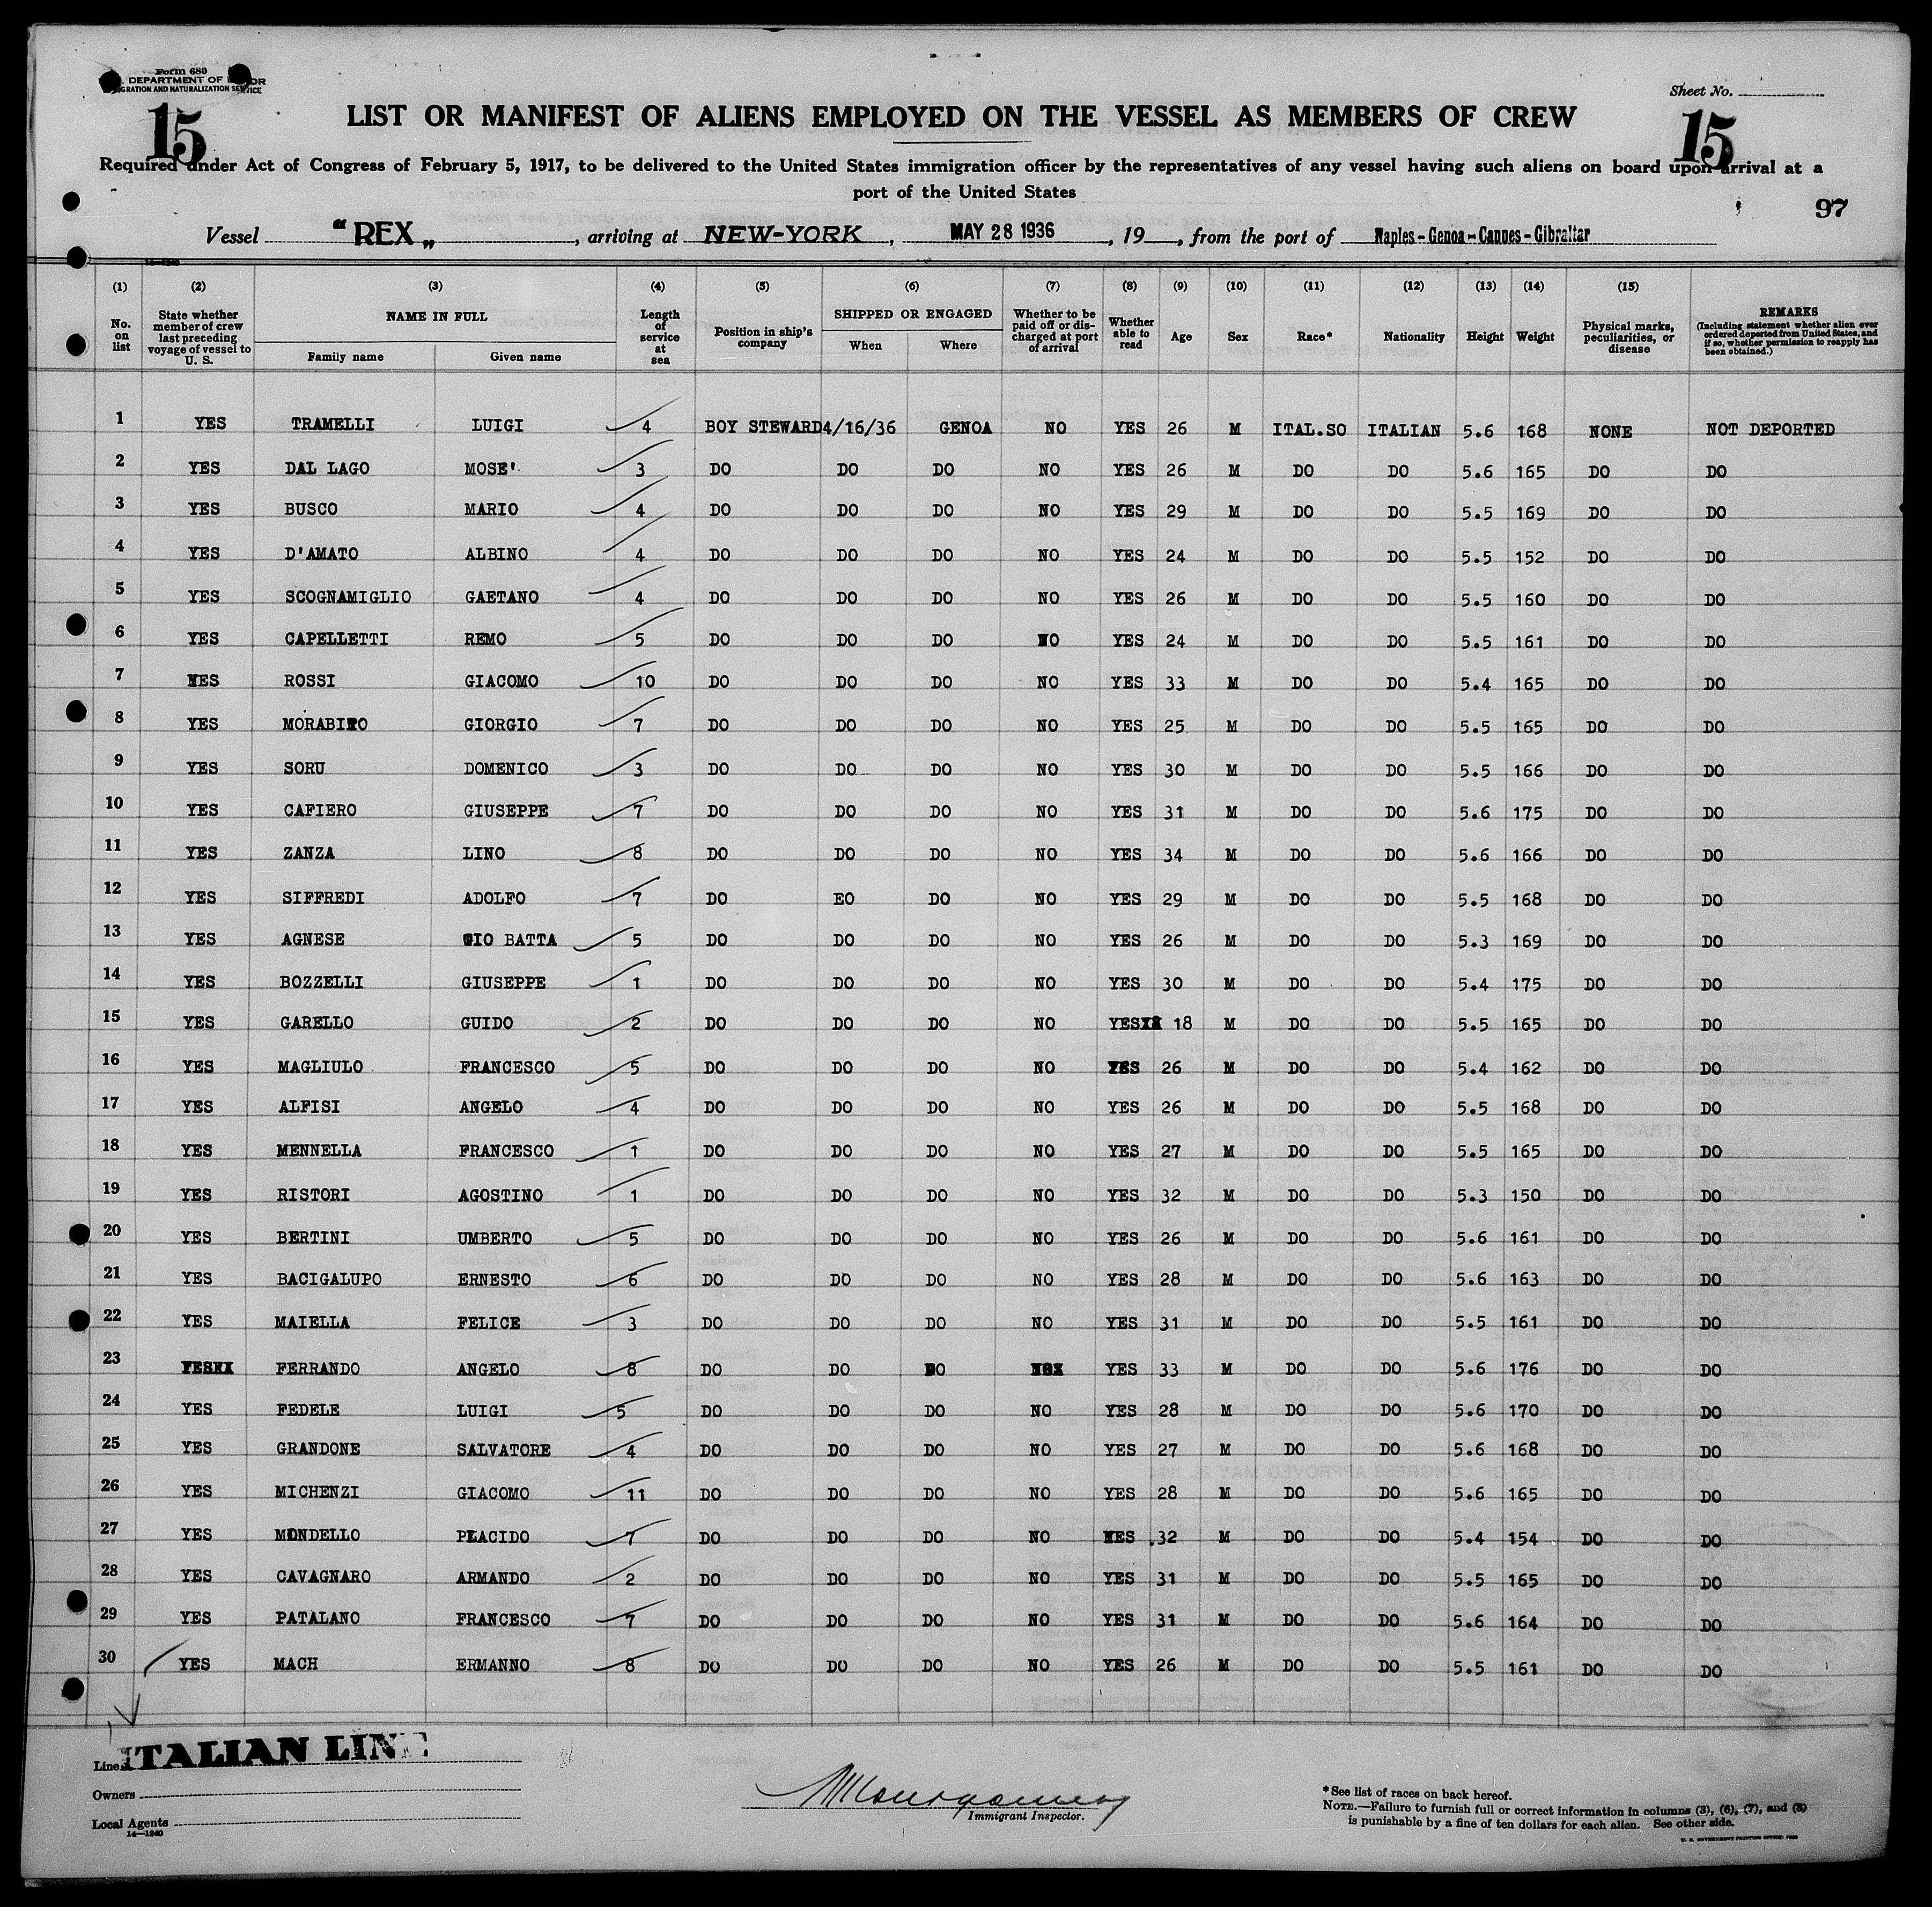 Form 680
DEPARTMENT OF
IGRATION AND NATURALIZATION SERVICE
15
Sheet No.
15
LIST OR MANIFEST OF ALIENS EMPLOYED ON THE VESSEL AS MEMBERS OF CREW
Required under Act of Congress of February 5, 1917, to be delivered to the United States immigration officer by the representatives of any vessel having such aliens on board upon arrival at a
port of the United States
97
Vessel "REX", arriving at NEW-YORK, MAY 28 1936, 19, from the port of Naples-Genoa-Cannes-Gibraltar
(1) (2) (3) (4) (5) (6) (7) (8) (9) (10) (11) (12) (13) (14) (15)
No. on list State whether member of crew last preceding voyage of vessel to U. S. NAME IN FULL Family name Given name Length of service at sea Position in ship's company SHIPPED OR ENGAGED When Where Whether to be paid off or discharged at port of arrival Whether able to read Age Sex Race* Nationality Height Weight Physical marks, peculiarities, or disease REMARKS (Including statement whether alien ever ordered deported from United States, and if so, whether permission to reapply has been obtained.)
1 YES TRAMELLI LUIGI 4 BOY STEWARD 4/16/36 GENOA NO YES 26 M ITAL.SO ITALIAN 5.6 168 NONE NOT DEPORTED
2 YES DAL LAGO MOSE' 3 DO DO DO NO YES 26 M DO DO 5.6 165 DO DO
3 YES BUSCO MARIO 4 DO DO DO NO YES 29 M DO DO 5.5 169 DO DO
4 YES D'AMATO ALBINO 4 DO DO DO NO YES 24 M DO DO 5.5 152 DO DO
5 YES SCOGNAMIGLIO GAETANO 4 DO DO DO NO YES 26 M DO DO 5.5 160 DO DO
6 YES CAPELLETTI REMO 5 DO DO DO NO YES 24 M DO DO 5.5 161 DO DO
7 YES ROSSI GIACOMO 10 DO DO DO NO YES 33 M DO DO 5.4 165 DO DO
8 YES MORABITO GIORGIO 7 DO DO DO NO YES 25 M DO DO 5.5 165 DO DO
9 YES SORU DOMENICO 3 DO DO DO NO YES 30 M DO DO 5.5 166 DO DO
10 YES CAFIERO GIUSEPPE 7 DO DO DO NO YES 31 M DO DO 5.6 175 DO DO
11 YES ZANZA LINO 8 DO DO DO NO YES 34 M DO DO 5.6 166 DO DO
12 YES SIFFREDI ADOLFO 7 DO EO DO NO YES 29 M DO DO 5.5 168 DO DO
13 YES AGNESE GIO BATTA 5 DO DO DO NO YES 26 M DO DO 5.3 169 DO DO
14 YES BOZZELLI GIUSEPPE 1 DO DO DO NO YES 30 M DO DO 5.4 175 DO DO
15 YES GARELLO GUIDO 2 DO DO DO NO YES 18 M DO DO 5.5 165 DO DO
16 YES MAGLIULO FRANCESCO 5 DO DO DO NO YES 26 M DO DO 5.4 162 DO DO
17 YES ALFISI ANGELO 4 DO DO DO NO YES 26 M DO DO 5.5 168 DO DO
18 YES MENNELLA FRANCESCO 1 DO DO DO NO YES 27 M DO DO 5.5 165 DO DO
19 YES RISTORI AGOSTINO 1 DO DO DO NO YES 32 M DO DO 5.3 150 DO DO
20 YES BERTINI UMBERTO 5 DO DO DO NO YES 26 M DO DO 5.6 161 DO DO
21 YES BACIGALUPO ERNESTO 6 DO DO DO NO YES 28 M DO DO 5.6 163 DO DO
22 YES MAIELLA FELICE 3 DO DO DO NO YES 31 M DO DO 5.5 161 DO DO
23 YES FERRANDO ANGELO 8 DO DO DO NO YES 33 M DO DO 5.6 176 DO DO
24 YES FEDELE LUIGI 5 DO DO DO NO YES 28 M DO DO 5.6 170 DO DO
25 YES GRANDONE SALVATORE 4 DO DO DO NO YES 27 M DO DO 5.6 168 DO DO
26 YES MICHENZI GIACOMO 11 DO DO DO NO YES 28 M DO DO 5.6 165 DO DO
27 YES MONDELLO PLACIDO 7 DO DO DO NO YES 32 M DO DO 5.4 154 DO DO
28 YES CAVAGNARO ARMANDO 2 DO DO DO NO YES 31 M DO DO 5.5 165 DO DO
29 YES PATALANO FRANCESCO 7 DO DO DO NO YES 31 M DO DO 5.6 164 DO DO
30 YES MACH ERMANNO 8 DO DO DO NO YES 26 M DO DO 5.5 161 DO DO
Line ITALIAN LINE
Owners
Local Agents
14—1240
Immigrant Inspector.
*See list of races on back hereof.
NOTE.—Failure to furnish full or correct information in columns (3), (6), (7), and (8)
is punishable by a fine of ten dollars for each alien. See other side.